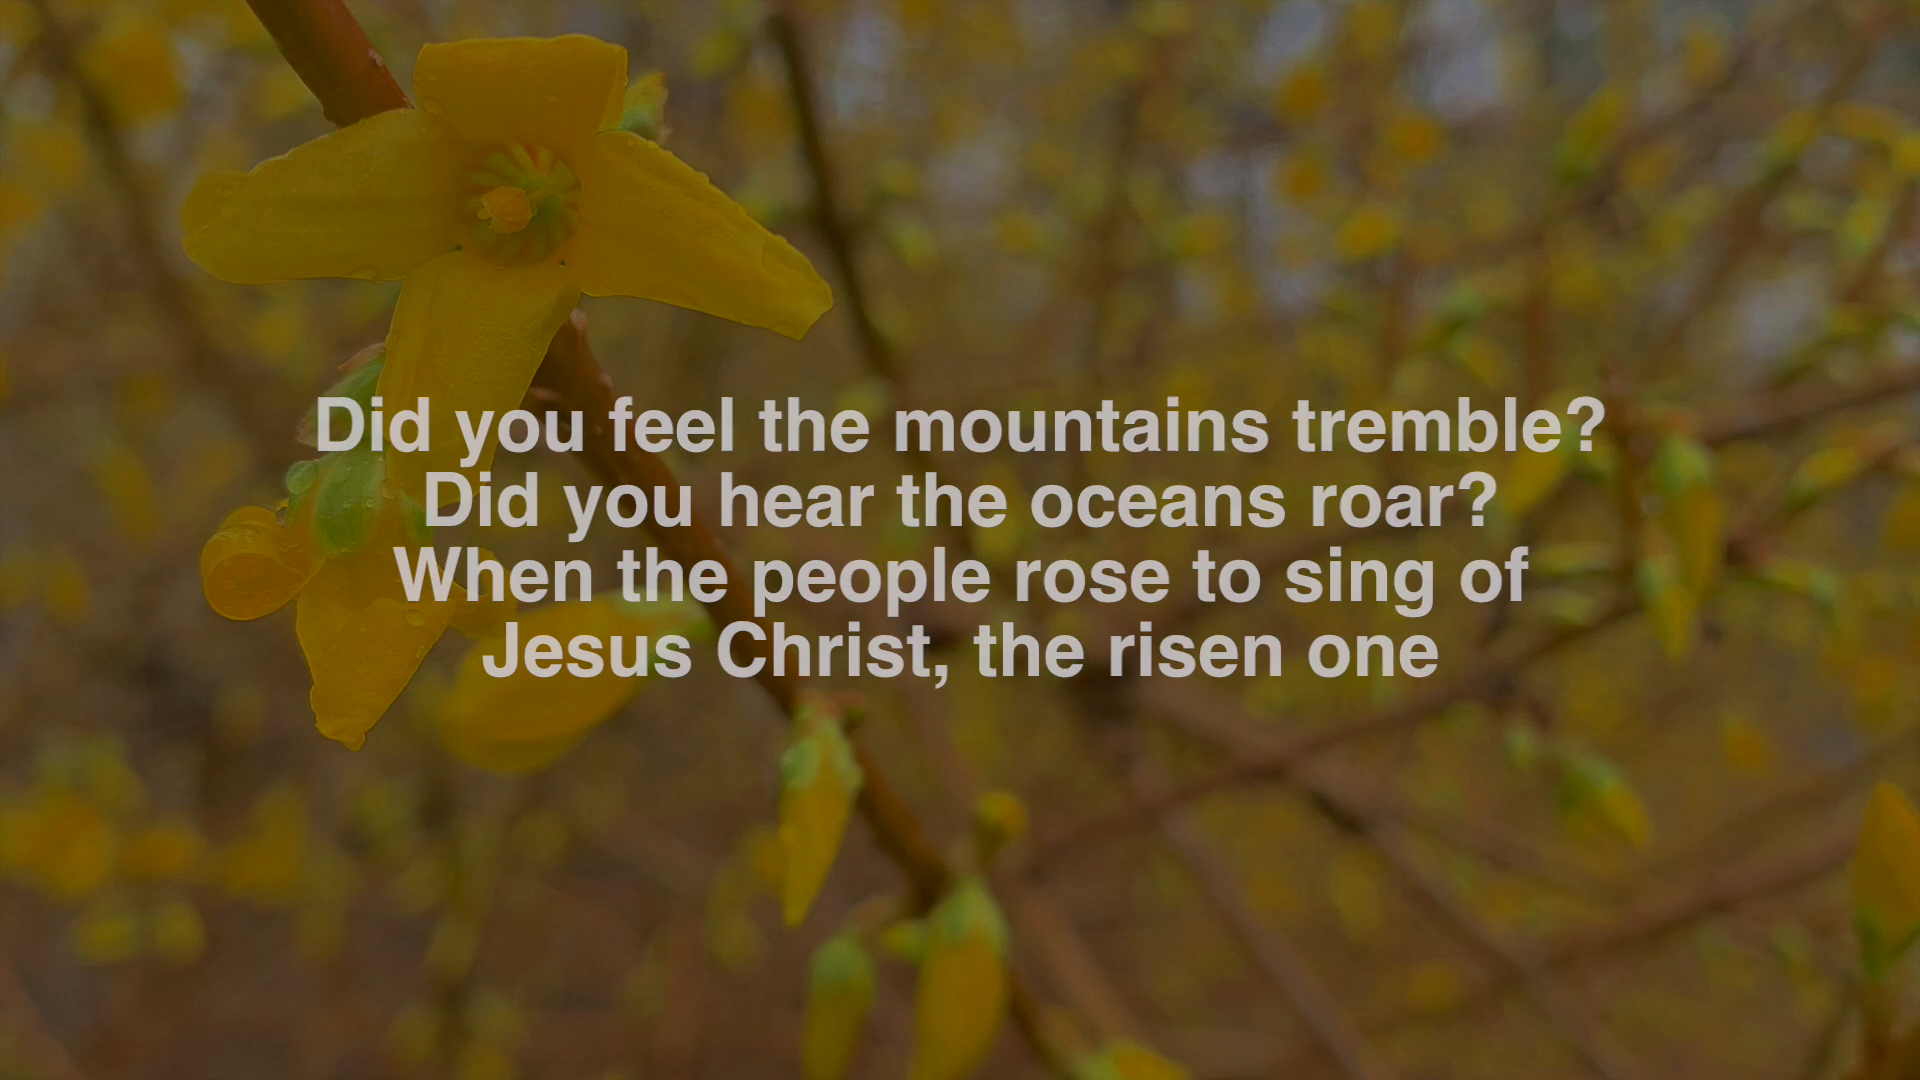 Did you feel the mountains tremble?
Did you hear the oceans roar?
When the people rose to sing of
Jesus Christ, the risen one